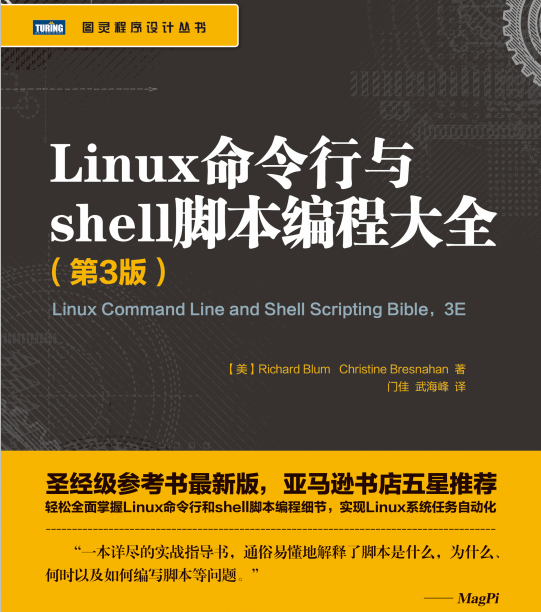 TURING 图灵程序设计丛书
Linux命令行与
shell脚本编程大全
（第3版）
Linux Command Line and Shell Scripting Bible, 3E
【美】Richard Blum Christine Bresnahan 著
门佳 武海峰 译
圣经级参考书最新版，亚马逊书店五星推荐
轻松全面掌握Linux命令行和shell脚本编程细节，实现Linux系统任务自动化
“一本详尽的实战指导书，通俗易懂地解释了脚本是什么，为什么、
何时以及如何编写脚本等问题。”
—— MagPi